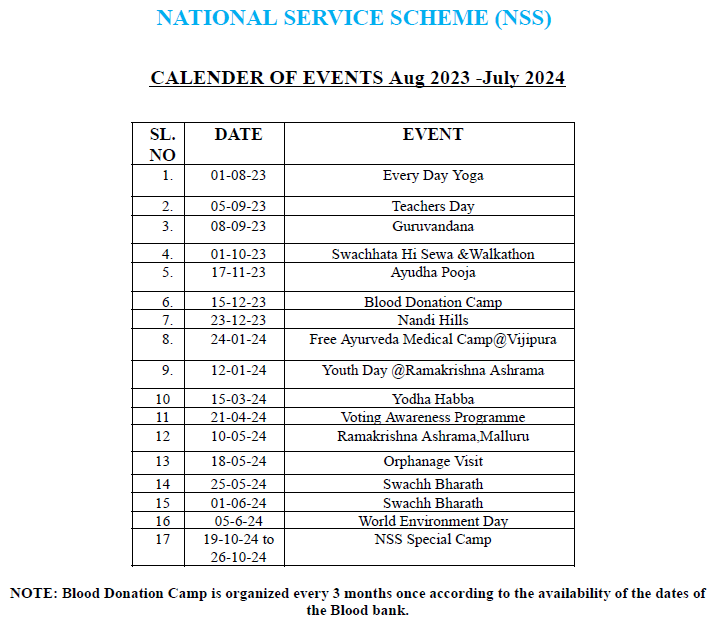 NATIONAL SERVICE SCHEME (NSS)
CALENDER OF EVENTS Aug 2023 -July 2024
SL. NO DATE EVENT
1. 01-08-23 Every Day Yoga
2. 05-09-23 Teachers Day
3. 08-09-23 Guruvandana
4. 01-10-23 Swachhata Hi Sewa &Walkathon
5. 17-11-23 Ayudha Pooja
6. 15-12-23 Blood Donation Camp
7. 23-12-23 Nandi Hills
8. 24-01-24 Free Ayurveda Medical Camp@Vijipura
9. 12-01-24 Youth Day @Ramakrishna Ashrama
10 15-03-24 Yodha Habba
11 21-04-24 Voting Awareness Programme
12 10-05-24 Ramakrishna Ashrama,Malluru
13 18-05-24 Orphanage Visit
14 25-05-24 Swachh Bharath
15 01-06-24 Swachh Bharath
16 05-6-24 World Environment Day
17 19-10-24 to 26-10-24 NSS Special Camp
NOTE: Blood Donation Camp is organized every 3 months once according to the availability of the dates of
the Blood bank.